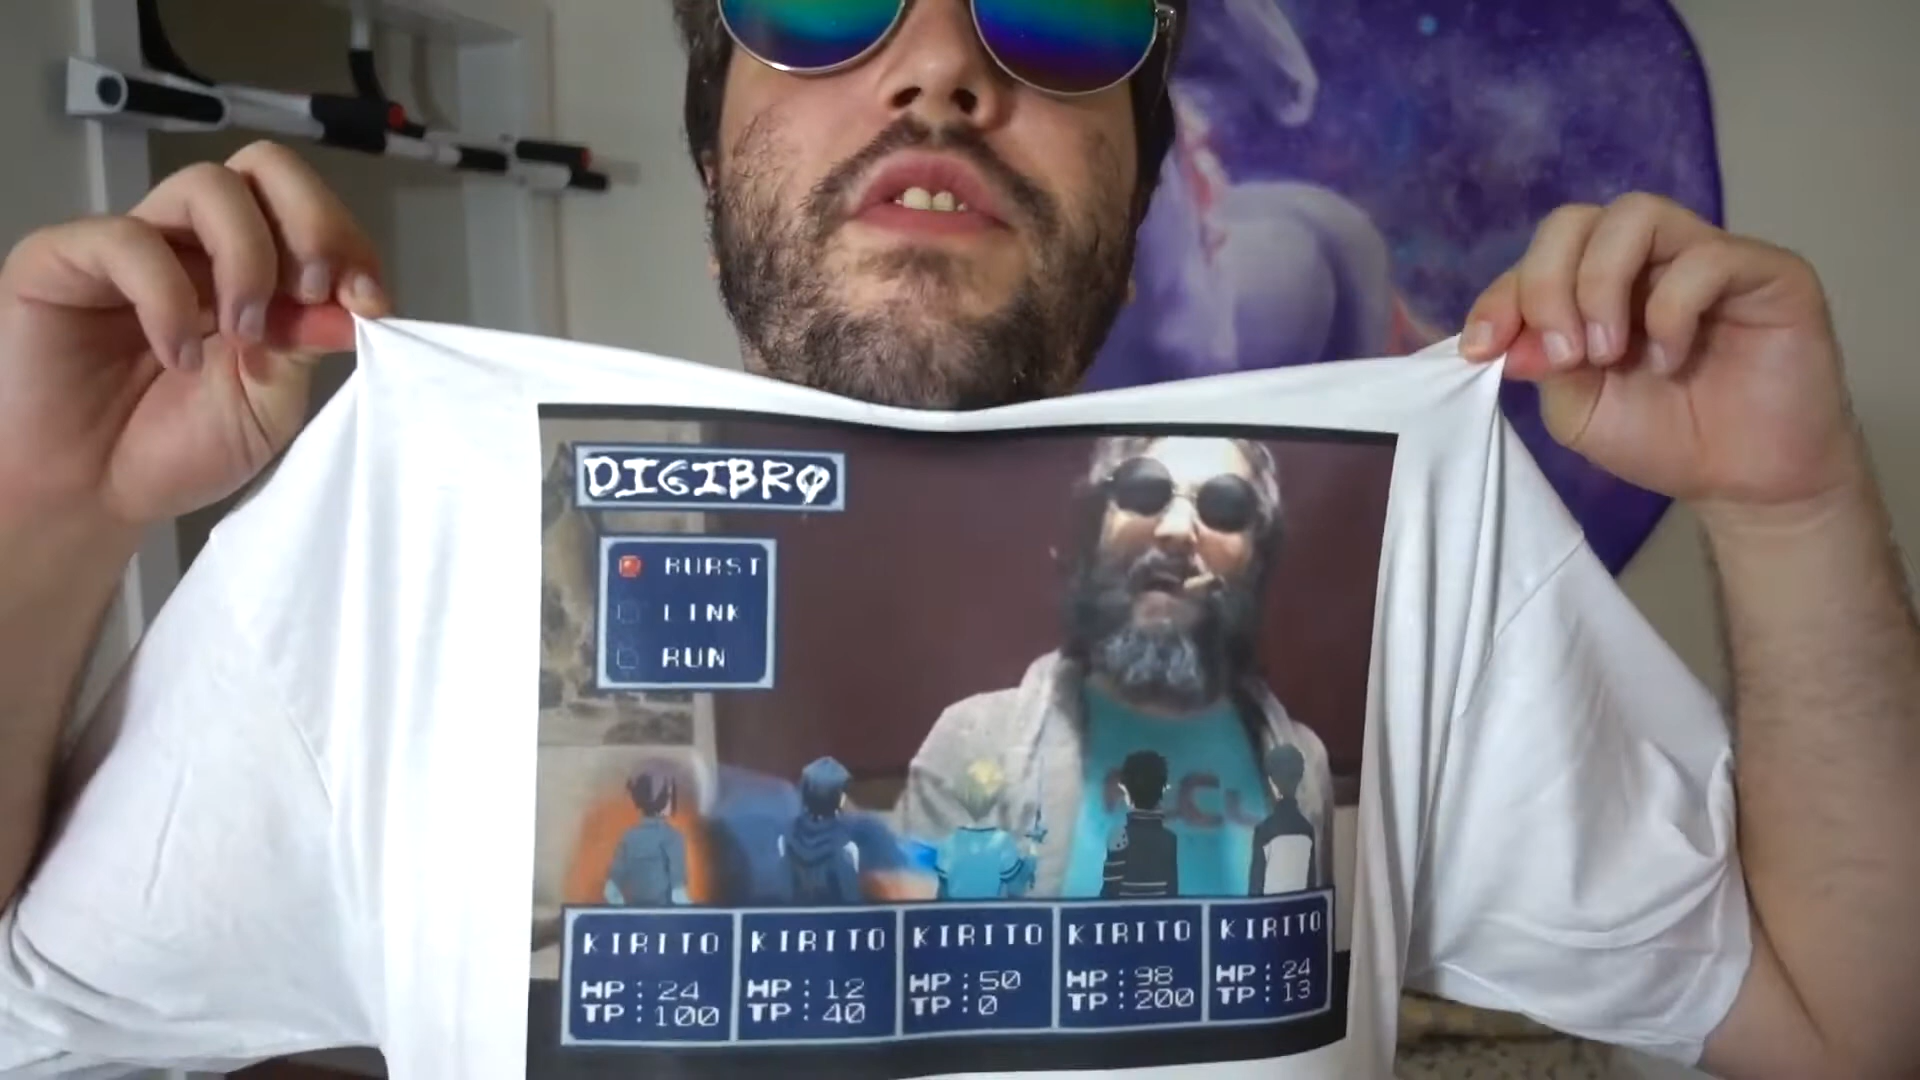 DIGIBRO
BURST
LINK
RUN
KIRITO
HP:24
TP:100
KIRITO
HP:12
TP:40
KIRITO
HP:50
TP:0
KIRITO
HP:98
TP:200
KIRITO
HP:24
TP:13